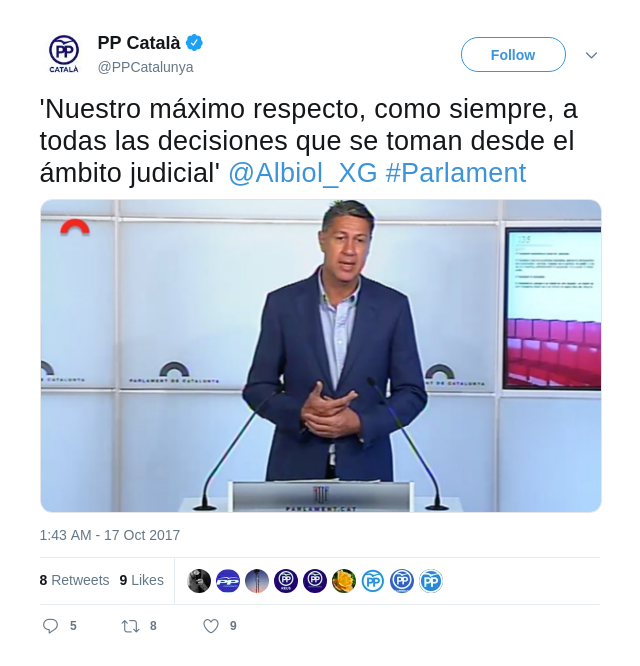 PP Català
@PPCatalunya
Follow
CATALÀ
'Nuestro máximo respecto, como siempre, a
todas las decisiones que se toman desde el
ámbito judicial' @Albiol_XG #Parlament
PARLAMENT DE CATALUNYA
DE CATALUNYA
PARLAMENT.CAT
1:43 AM - 17 Oct 2017
8 Retweets 9 Likes
5 8 9